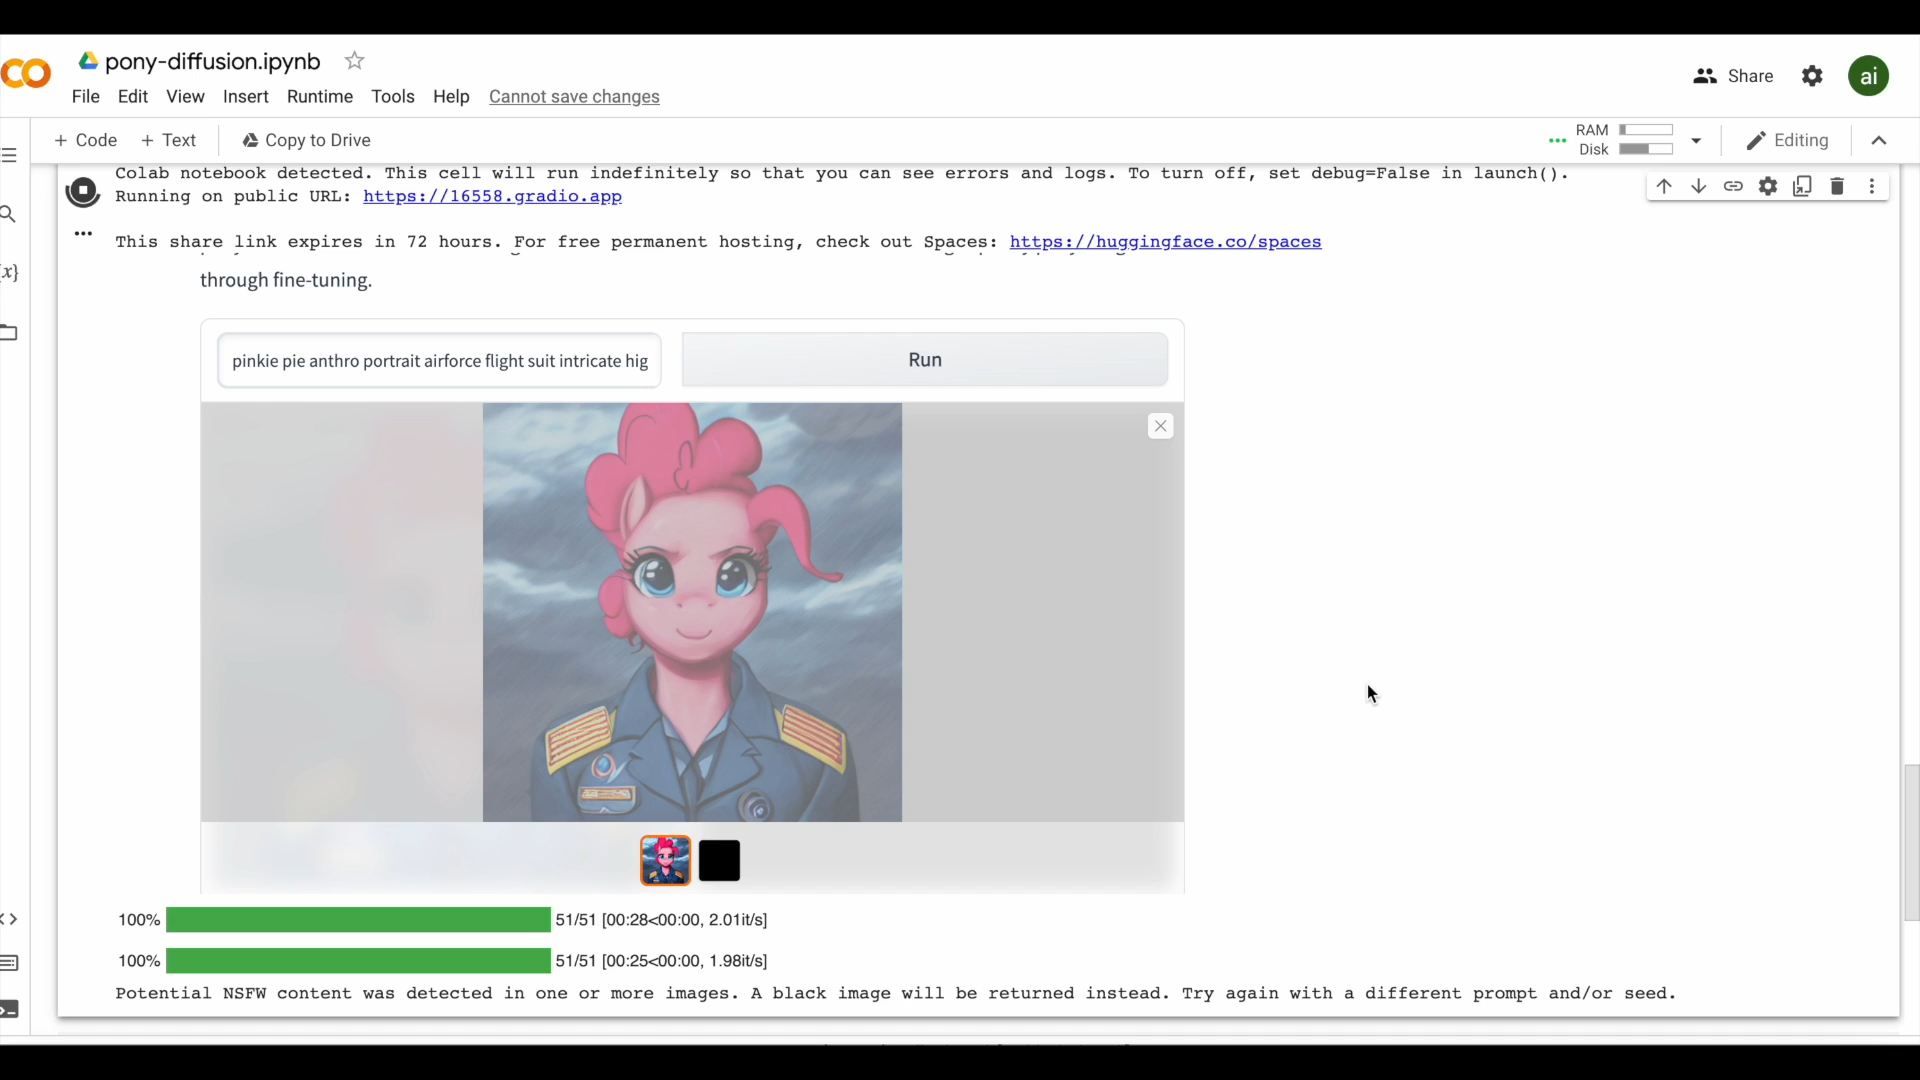 pony-diffusion.ipynb
Share
ai
File Edit View Insert Runtime Tools Help Cannot save changes
+ Code + Text Copy to Drive
RAM
Disk
Editing
Colab notebook detected. This cell will run indefinitely so that you can see errors and logs. To turn off, set debug=False in launch().
Running on public URL: https://16558.gradio.app
This share link expires in 72 hours. For free permanent hosting, check out Spaces: https://huggingface.co/spaces
through fine-tuning.
pinkie pie anthro portrait airforce flight suit intricate hig
Run
100% 51/51 [00:28<00:00, 2.01it/s]
100% 51/51 [00:25<00:00, 1.98it/s]
Potential NSFW content was detected in one or more images. A black image will be returned instead. Try again with a different prompt and/or seed.